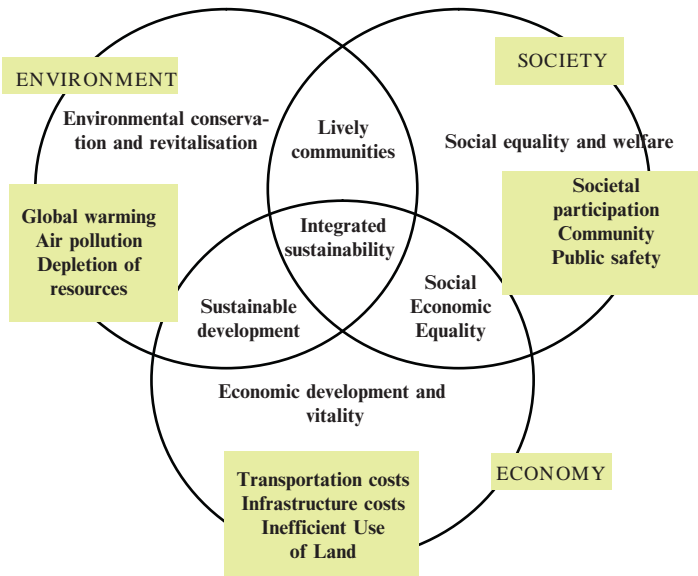 ENVIRONMENT
SOCIETY
Environmental conserva-
tion and revitalisation
Lively
communities
Social equality and welfare
Global warming
Air pollution
Depletion of
resources
Integrated
sustainability
Societal
participation
Community
Public safety
Sustainable
development
Social
Economic
Equality
Economic development and
vitality
Transportation costs
Infrastructure costs
Inefficient Use
of Land
ECONOMY